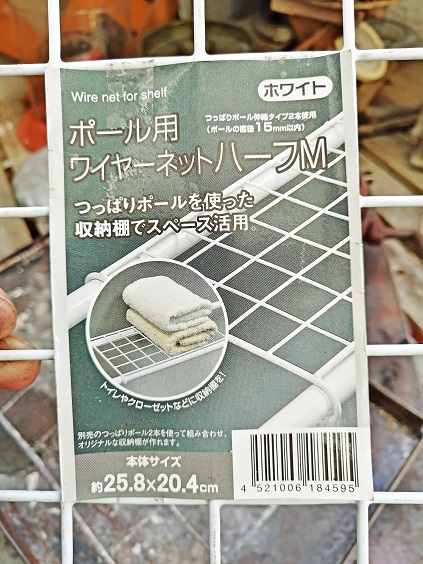 Wire net for shelf
ホワイト
ポール用
つっぱりポール伸縮タイプ2本使用
(ポールの直径15mm以内)
ワイヤーネットハーフM
つっぱりポールを使った
収納棚でスペース活用。
トイレやクローゼットなどに収納棚を!
別売のつっぱりポール2本を使って組み合わせ、
オリジナルな収納棚が作れます。
本体サイズ
約25.8×20.4cm
4 521006 184595